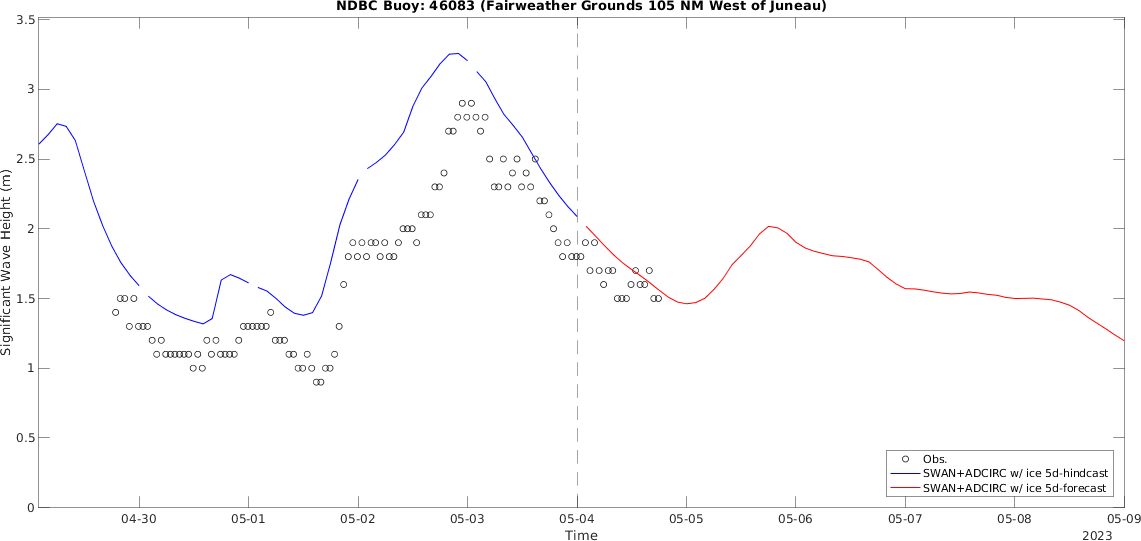 NDBC Buoy: 46083 (Fairweather Grounds 105 NM West of Juneau)
3.5
3
2.5
2
1.5
1
0.5
0
Significant Wave Height (m)
Obs.
SWAN+ADCIRC w/ ice 5d-hindcast
SWAN+ADCIRC w/ ice 5d-forecast
04-30 05-01 05-02 05-03 05-04 05-05 05-06 05-07 05-08 05-09
Time
2023